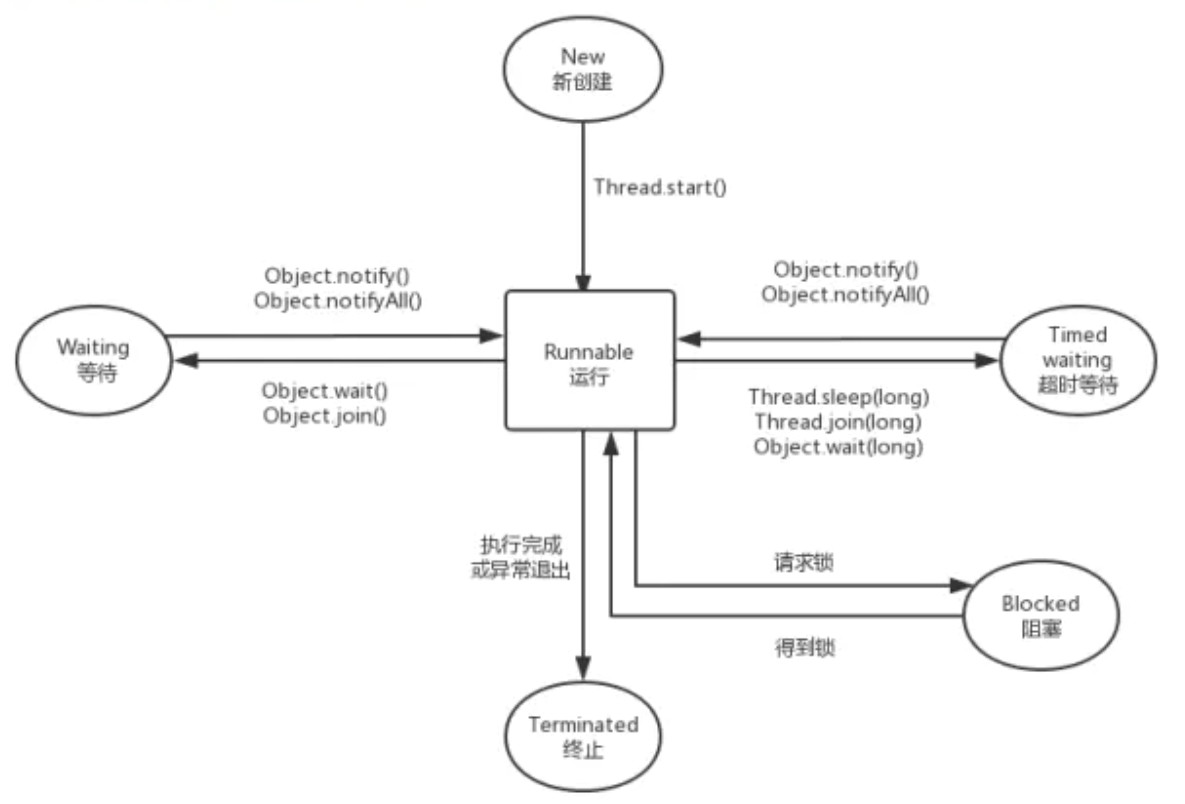 New
新创建
Thread.start()
Object.notify()
Object.notifyAll()
Object.notify()
Object.notifyAll()
Waiting
等待
Runnable
运行
Timed
waiting
超时等待
Object.wait()
Object.join()
Thread.sleep(long)
Thread.join(long)
Object.wait(long)
执行完成
或异常退出
请求锁
Blocked
阻塞
得到锁
Terminated
终止